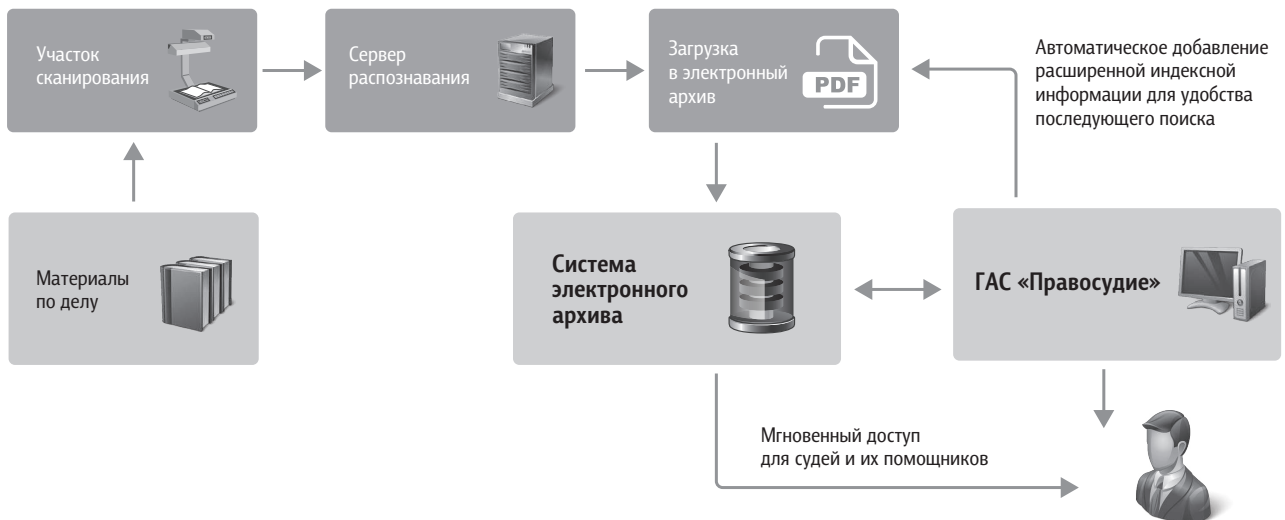 Участок
сканирования
Сервер
распознавания
Загрузка
в электронный
архив
PDF
Автоматическое добавление
расширенной индексной
информации для удобства
последующего поиска
Материалы
по делу
Система
электронного
архива
ГАС «Правосудие»
Мгновенный доступ
для судей и их помощников